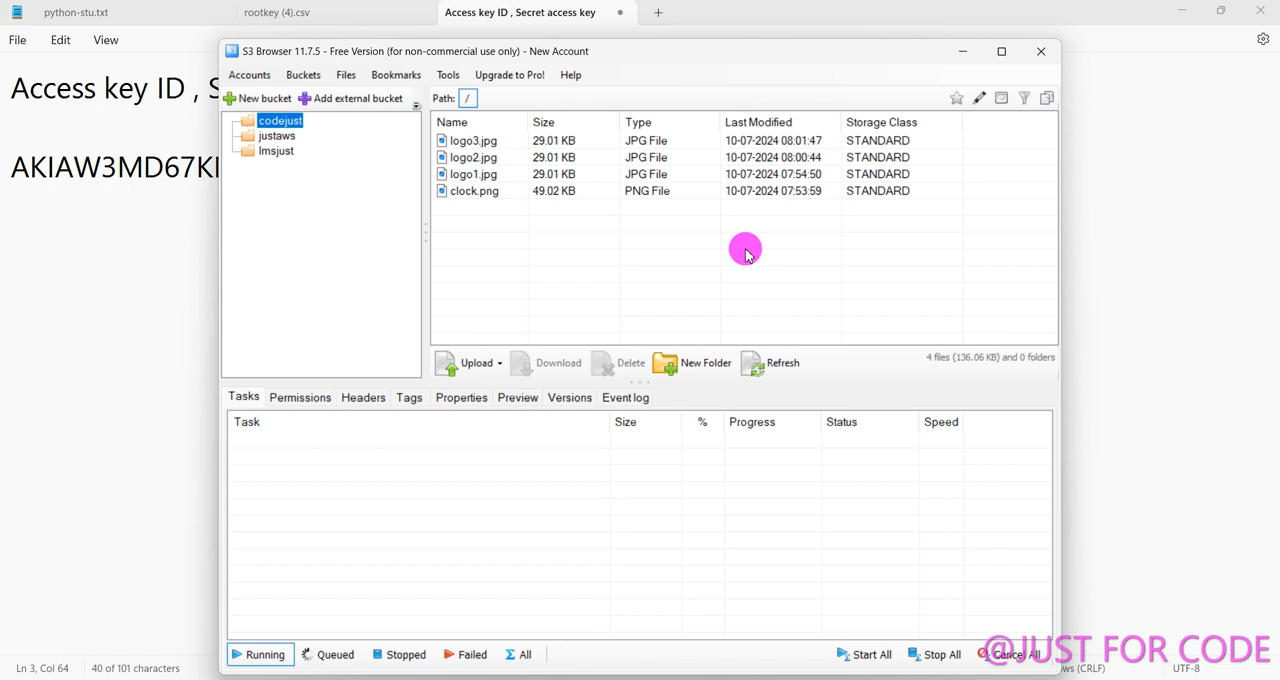 python-stu.txt
rootkey (4).csv
Access key ID , Secret access key
File Edit View
Access key ID , S
AKIAW3MD67KI
S3 Browser 11.7.5 - Free Version (for non-commercial use only) - New Account
Accounts Buckets Files Bookmarks Tools Upgrade to Pro! Help
New bucket Add external bucket
Path: /
codejust
justaws
lmsjust
Name Size Type Last Modified Storage Class
logo3.jpg 29.01 KB JPG File 10-07-2024 08:01:47 STANDARD
logo2.jpg 29.01 KB JPG File 10-07-2024 08:00:44 STANDARD
logo1.jpg 29.01 KB JPG File 10-07-2024 07:54:50 STANDARD
clock.png 49.02 KB PNG File 10-07-2024 07:53:59 STANDARD
Upload Download Delete New Folder Refresh
4 files (136.06 KB) and 0 folders
Tasks Permissions Headers Tags Properties Preview Versions Event log
Task Size % Progress Status Speed
Running Queued Stopped Failed All
Start All Stop All Cancel All
@JUST FOR CODE
Ln 3, Col 64 40 of 101 characters
(CRLF) UTF-8